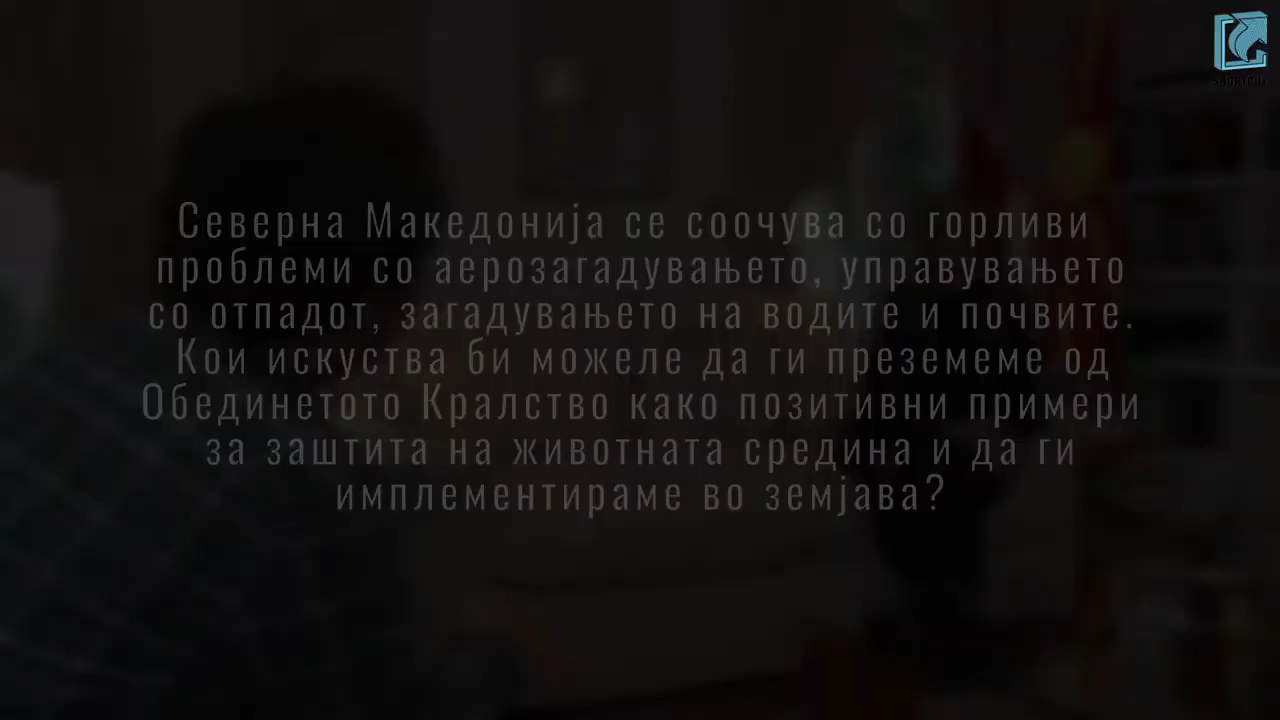 Северна Македонија се соочува со горливи
проблеми со аерозагадувањето, управувањето
со отпадот, загадувањето на водите и почвите.
Кои искуства би можеле да ги преземеме од
Обединетото Кралство како позитивни примери
за заштита на животната средина и да ги
имплементираме во земјава?